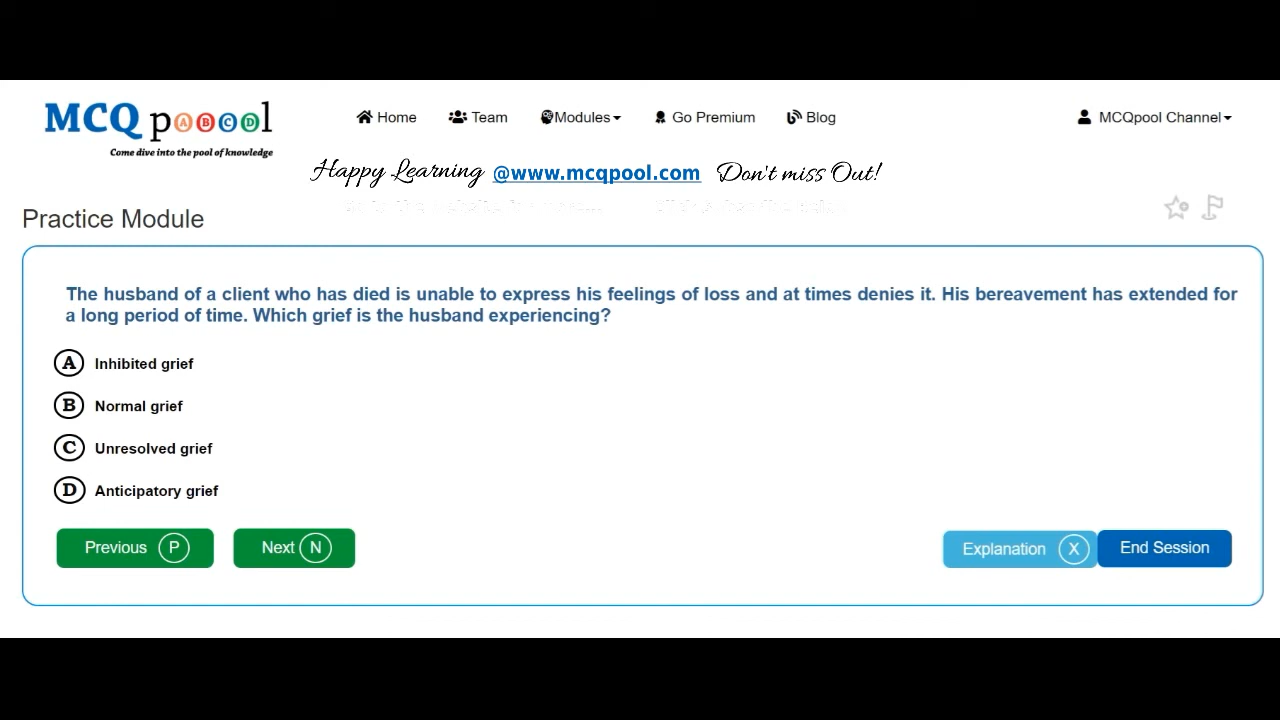 MCQ pABCDl
Come dive into the pool of knowledge
Home Team Modules Go Premium Blog MCQpool Channel
Happy Learning @www.mcqpool.com Don't miss Out!
Practice Module
The husband of a client who has died is unable to express his feelings of loss and at times denies it. His bereavement has extended for
a long period of time. Which grief is the husband experiencing?
A Inhibited grief
B Normal grief
C Unresolved grief
D Anticipatory grief
Previous P Next N Explanation X End Session